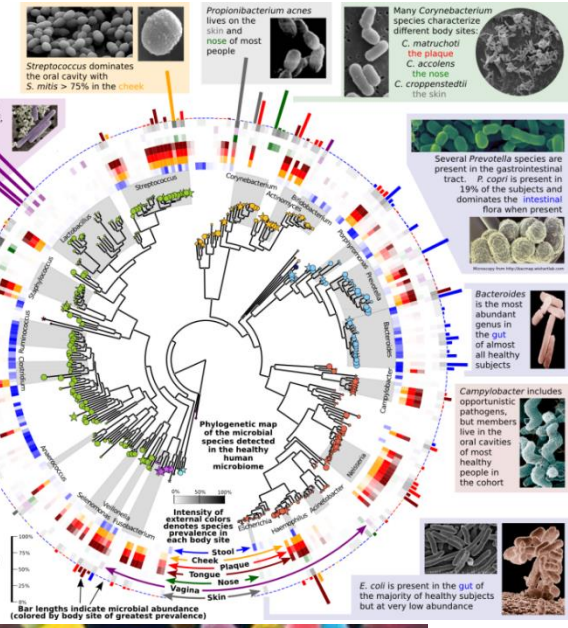 Streptococcus dominates
the oral cavity with
S. mitis > 75% in the cheek
Propionibacterium acnes
lives on the
skin and
nose of most
people
Many Corynebacterium
species characterize
different body sites:
C. matruchoti
the plaque
C. accolens
the nose
C. croppenstedtii
the skin
Several Prevotella species are
present in the gastrointestinal
tract. P. copri is present in
19% of the subjects and
dominates the intestinal
flora when present
Bacteroides
is the most
abundant
genus in
the gut
of almost
all healthy
subjects
Campylobacter includes
opportunistic
pathogens,
but members
live in the
oral cavities
of most
healthy
people in
the cohort
E. coli is present in the gut of
the majority of healthy subjects
but at very low abundance
Streptococcus
Corynebacterium
Actinomyces
Bifidobacterium
Porphyromonas
Prevotella
Bacteroides
Campylobacter
Neisseria
Acinetobacter
Haemophilus
Escherichia
Fusobacterium
Veillonella
Selenomonas
Anaerococcus
Clostridium
Ruminococcus
Staphylococcus
Lactobacillus
Phylogenetic map
of the microbial
species detected
in the healthy
human
microbiome
0% 50% 100%
Intensity of
external colors
denotes species
prevalence in
each body site
Stool
Cheek
Plaque
Tongue
Nose
Vagina
Skin
100%
75%
50%
25%
0%
Bar lengths indicate microbial abundance
(colored by body site of greatest prevalence)